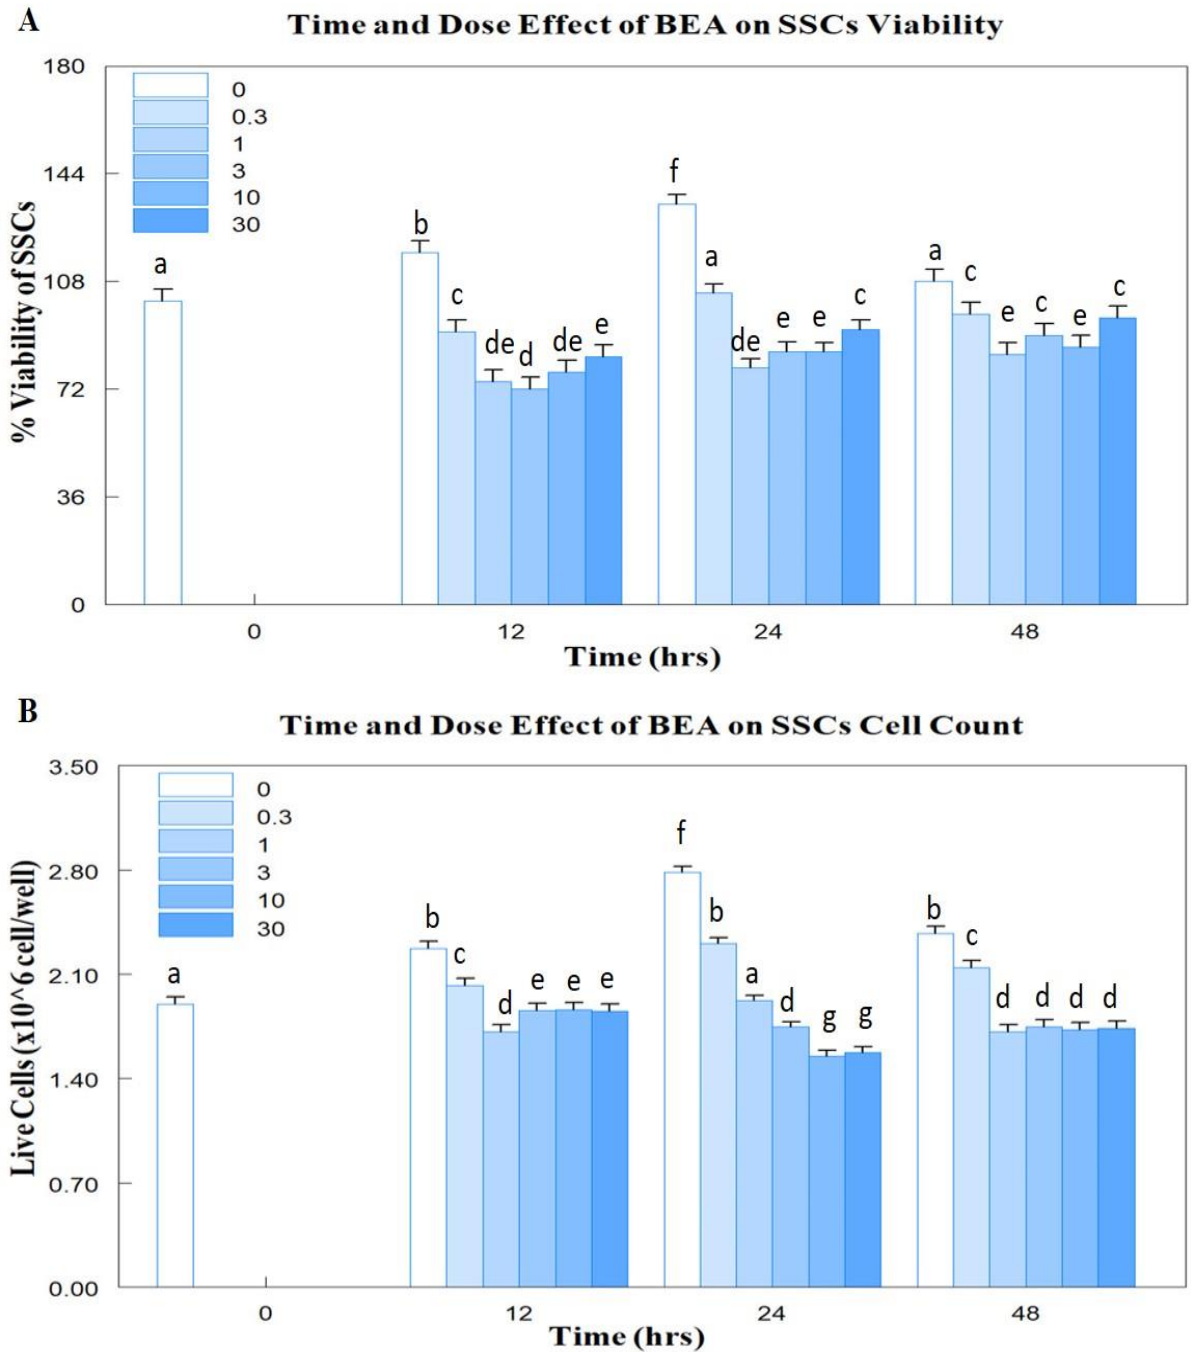 A
Time and Dose Effect of BEA on SSCs Viability
180
144
108
72
36
0
% Viability of SSCs
0
0.3
1
3
10
30
a
b
c
de
d
de
e
f
a
de
e
e
c
a
c
e
c
e
c
0
12
24
48
Time (hrs)
B
Time and Dose Effect of BEA on SSCs Cell Count
3.50
2.80
2.10
1.40
0.70
0.00
Live Cells (x10^6 cell/well)
0
0.3
1
3
10
30
a
b
c
d
e
e
e
f
b
a
d
g
g
b
c
d
d
d
d
0
12
24
48
Time (hrs)